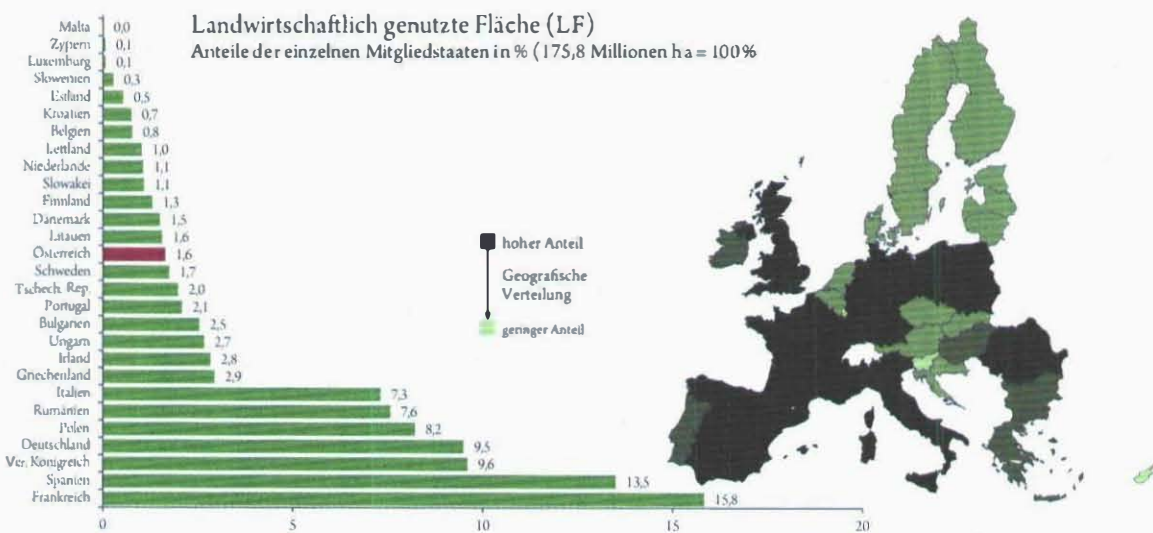 Landwirtschaftlich genutzte Fläche (LF)
Anteile der einzelnen Mitgliedstaaten in % (175,8 Millionen ha = 100%
Malta 0,0
Zypern 0,1
Luxemburg 0,1
Slowenien 0,3
Estland 0,5
Kroatien 0,7
Belgien 0,8
Lettland 1,0
Niederlande 1,1
Slowakei 1,1
Finnland 1,3
Dänemark 1,5
Litauen 1,6
Österreich 1,6
Schweden 1,7
Tschech. Rep. 2,0
Portugal 2,1
Bulgarien 2,5
Ungarn 2,7
Irland 2,8
Griechenland 2,9
Italien 7,3
Rumänien 7,6
Polen 8,2
Deutschland 9,5
Ver. Königreich 9,6
Spanien 13,5
Frankreich 15,8
0 5 10 15 20
hoher Anteil
Geografische
Verteilung
geringer Anteil